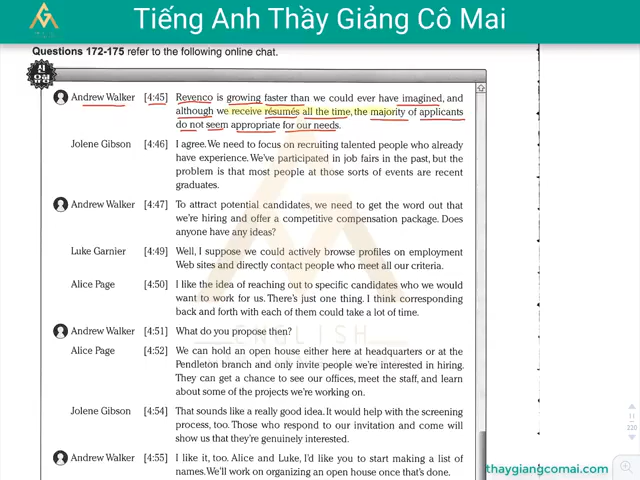 Tiếng Anh Thầy Giảng Cô Mai
Questions 172-175 refer to the following online chat.
Andrew Walker [4:45] Revenco is growing faster than we could ever have imagined, and
although we receive résumés all the time, the majority of applicants
do not seem appropriate for our needs.
Jolene Gibson [4:46] I agree. We need to focus on recruiting talented people who already
have experience. We've participated in job fairs in the past, but the
problem is that most people at those sorts of events are recent
graduates.
Andrew Walker [4:47] To attract potential candidates, we need to get the word out that
we're hiring and offer a competitive compensation package. Does
anyone have any ideas?
Luke Garnier [4:49] Well, I suppose we could actively browse profiles on employment
Web sites and directly contact people who meet all our criteria.
Alice Page [4:50] I like the idea of reaching out to specific candidates who we would
want to work for us. There's just one thing. I think corresponding
back and forth with each of them could take a lot of time.
Andrew Walker [4:51] What do you propose then?
ENGLISH
Alice Page [4:52] We can hold an open house either here at headquarters or at the
Pendleton branch and only invite people we're interested in hiring.
They can get a chance to see our offices, meet the staff, and learn
about some of the projects we're working on.
Jolene Gibson [4:54] That sounds like a really good idea. It would help with the screening
process, too. Those who respond to our invitation and come will
show us that they're genuinely interested.
Andrew Walker [4:55] I like it, too. Alice and Luke, I'd like you to start making a list of
names. We'll work on organizing an open house once that's done.
11
220
thaygiangcomai.com